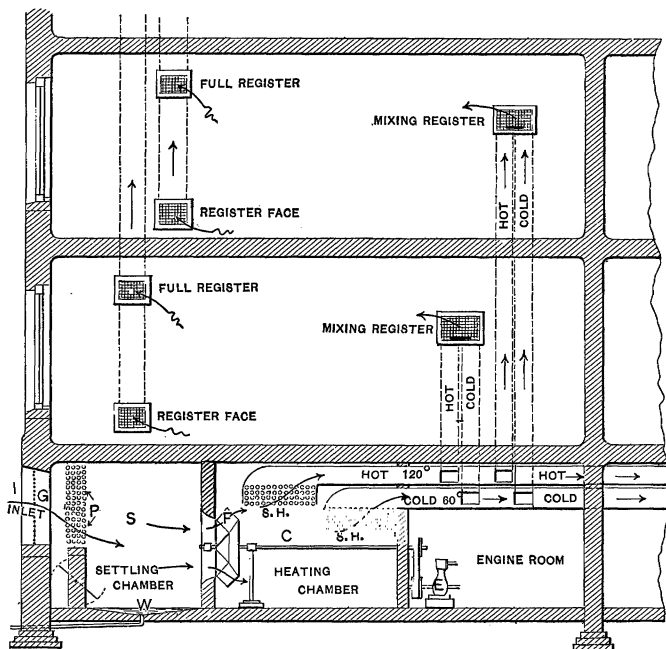 FULL REGISTER
MIXING REGISTER
REGISTER FACE
HOT
COLD
FULL REGISTER
MIXING REGISTER
REGISTER FACE
HOT
COLD
HOT 120°
HOT
COLD 60°
COLD
I
INLET
G
P
S
F
S.H.
S.H.
C
SETTLING
CHAMBER
W
HEATING
CHAMBER
ENGINE ROOM
E